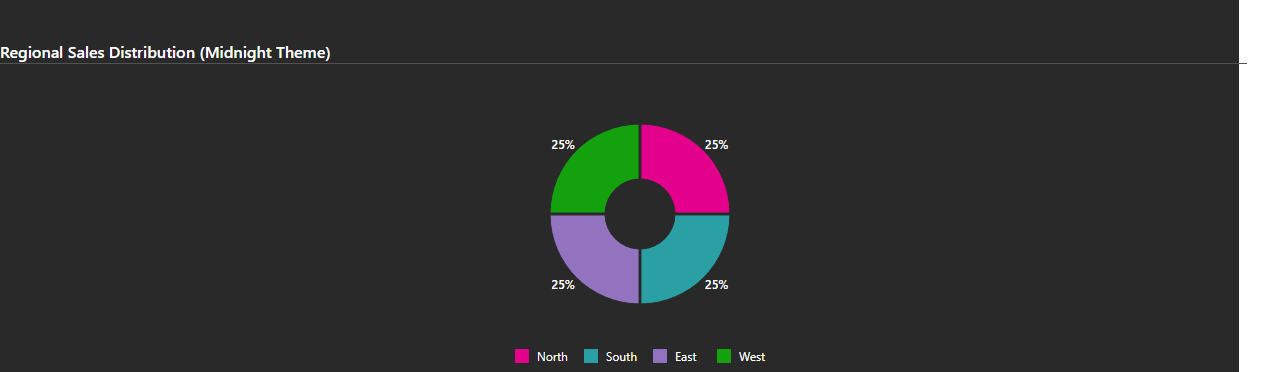 Regional Sales Distribution (Midnight Theme)
25% 25%
25% 25%
North South East West